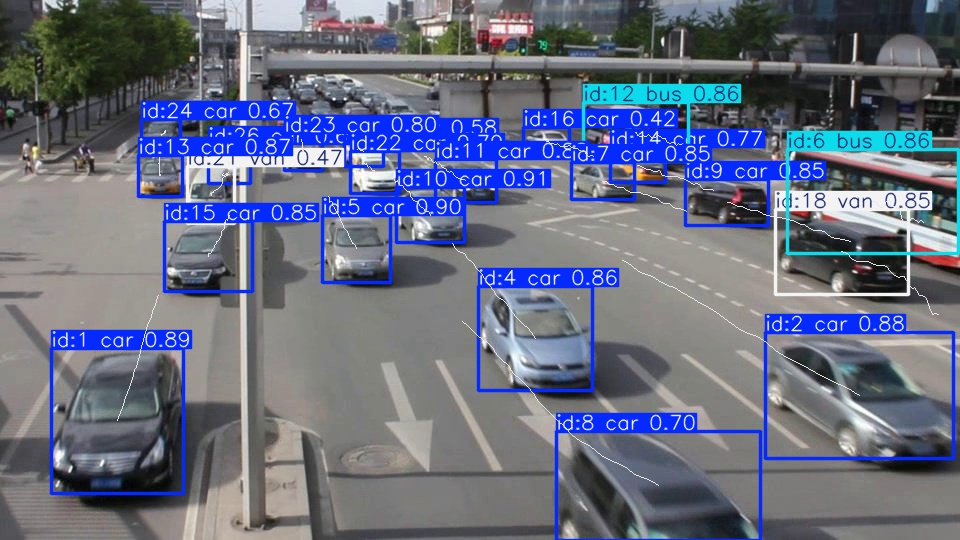 id:12 bus 0.86
id:24 car 0.67
id:16 car 0.42
id:23 car 0.80
0.58
id:6 bus 0.86
car 0.77
id:13 car 0.87
id:22 car
id:11 car
id:7 car 0.85
van 0.47
id:9 car 0.85
id:10 car 0.91
id:18 van 0.85
id:15 car 0.85
id:5 car 0.90
id:4 car 0.86
id:2 car 0.88
id:1 car 0.89
id:8 car 0.70